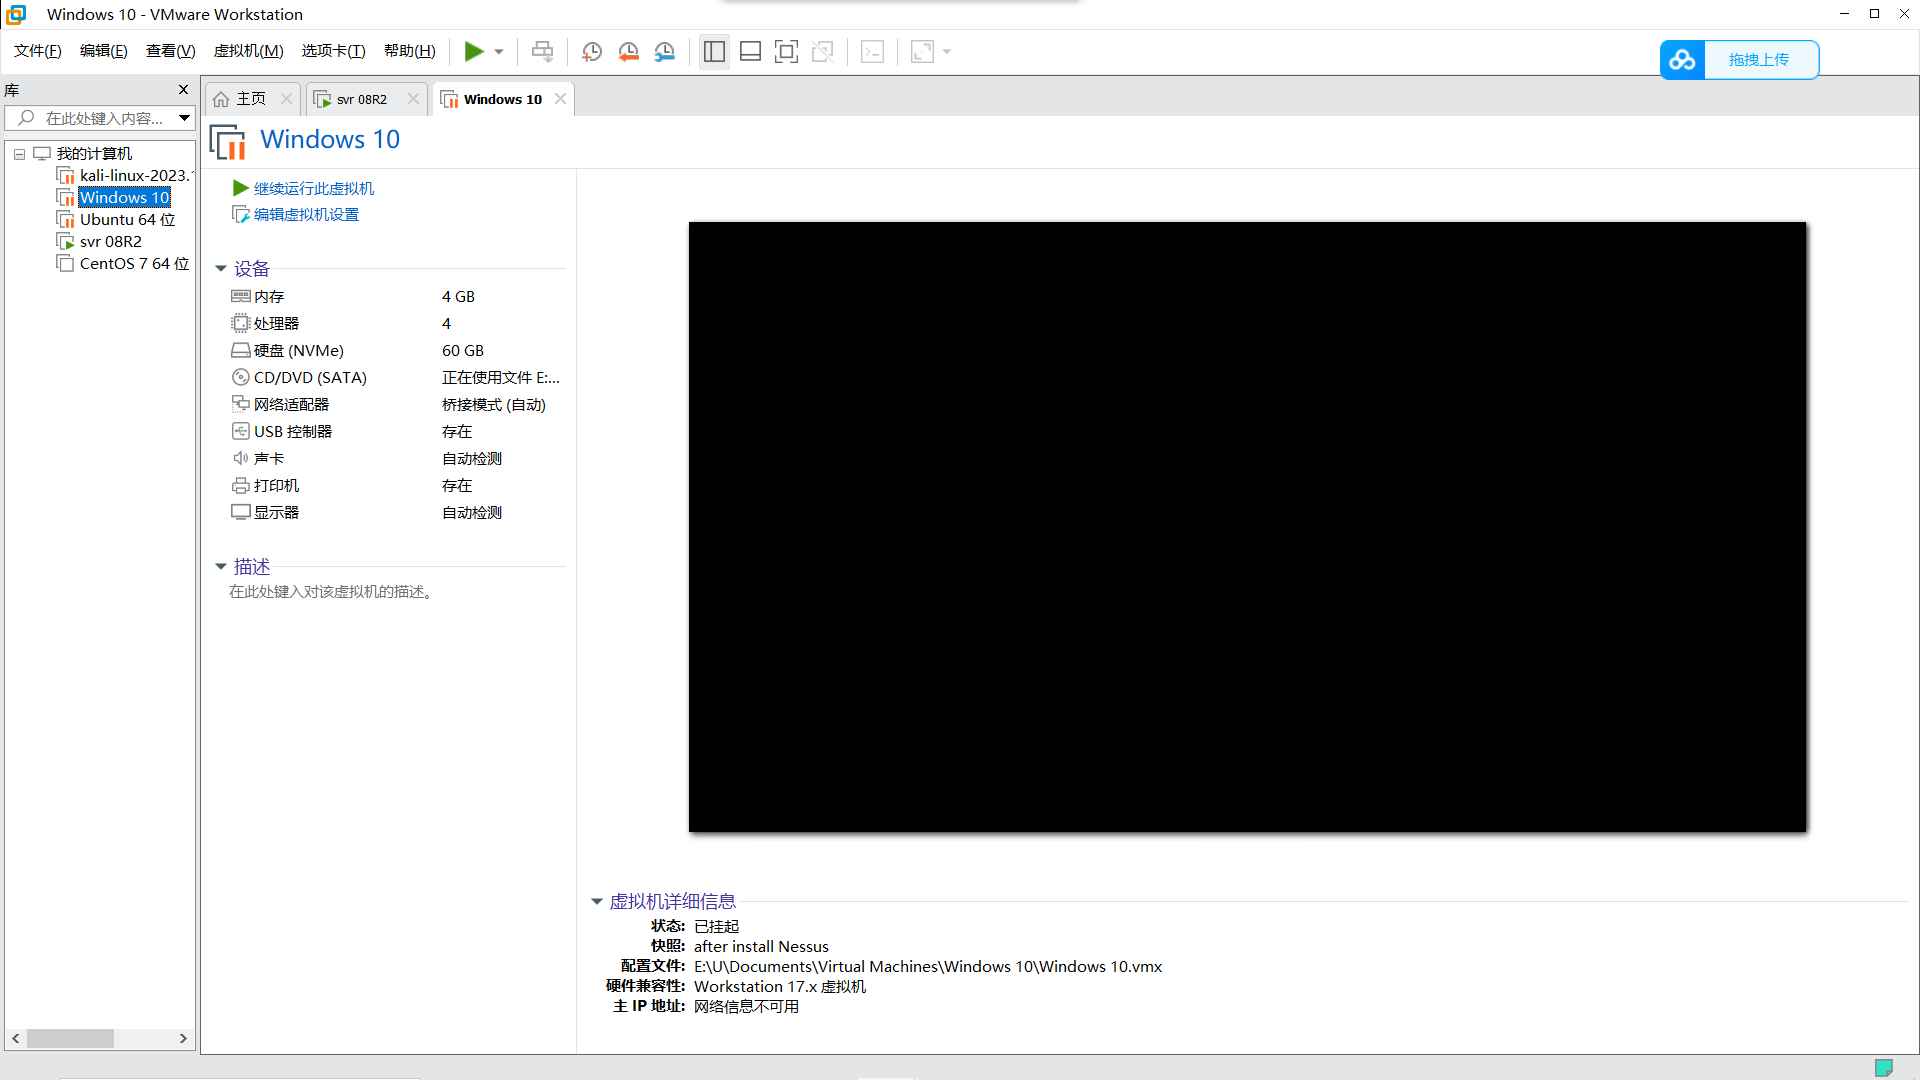 Windows 10 - VMware Workstation
文件(F) 编辑(E) 查看(V) 虚拟机(M) 选项卡(T) 帮助(H)
拖拽上传
库
在此处键入内容...
我的计算机
kali-linux-2023.
Windows 10
Ubuntu 64 位
svr 08R2
CentOS 7 64 位
主页 svr 08R2 Windows 10
Windows 10
继续运行此虚拟机
编辑虚拟机设置
设备
内存 4 GB
处理器 4
硬盘 (NVMe) 60 GB
CD/DVD (SATA) 正在使用文件 E:...
网络适配器 桥接模式 (自动)
USB 控制器 存在
声卡 自动检测
打印机 存在
显示器 自动检测
描述
在此处键入对该虚拟机的描述。
虚拟机详细信息
状态: 已挂起
快照: after install Nessus
配置文件: E:\U\Documents\Virtual Machines\Windows 10\Windows 10.vmx
硬件兼容性: Workstation 17.x 虚拟机
主 IP 地址: 网络信息不可用